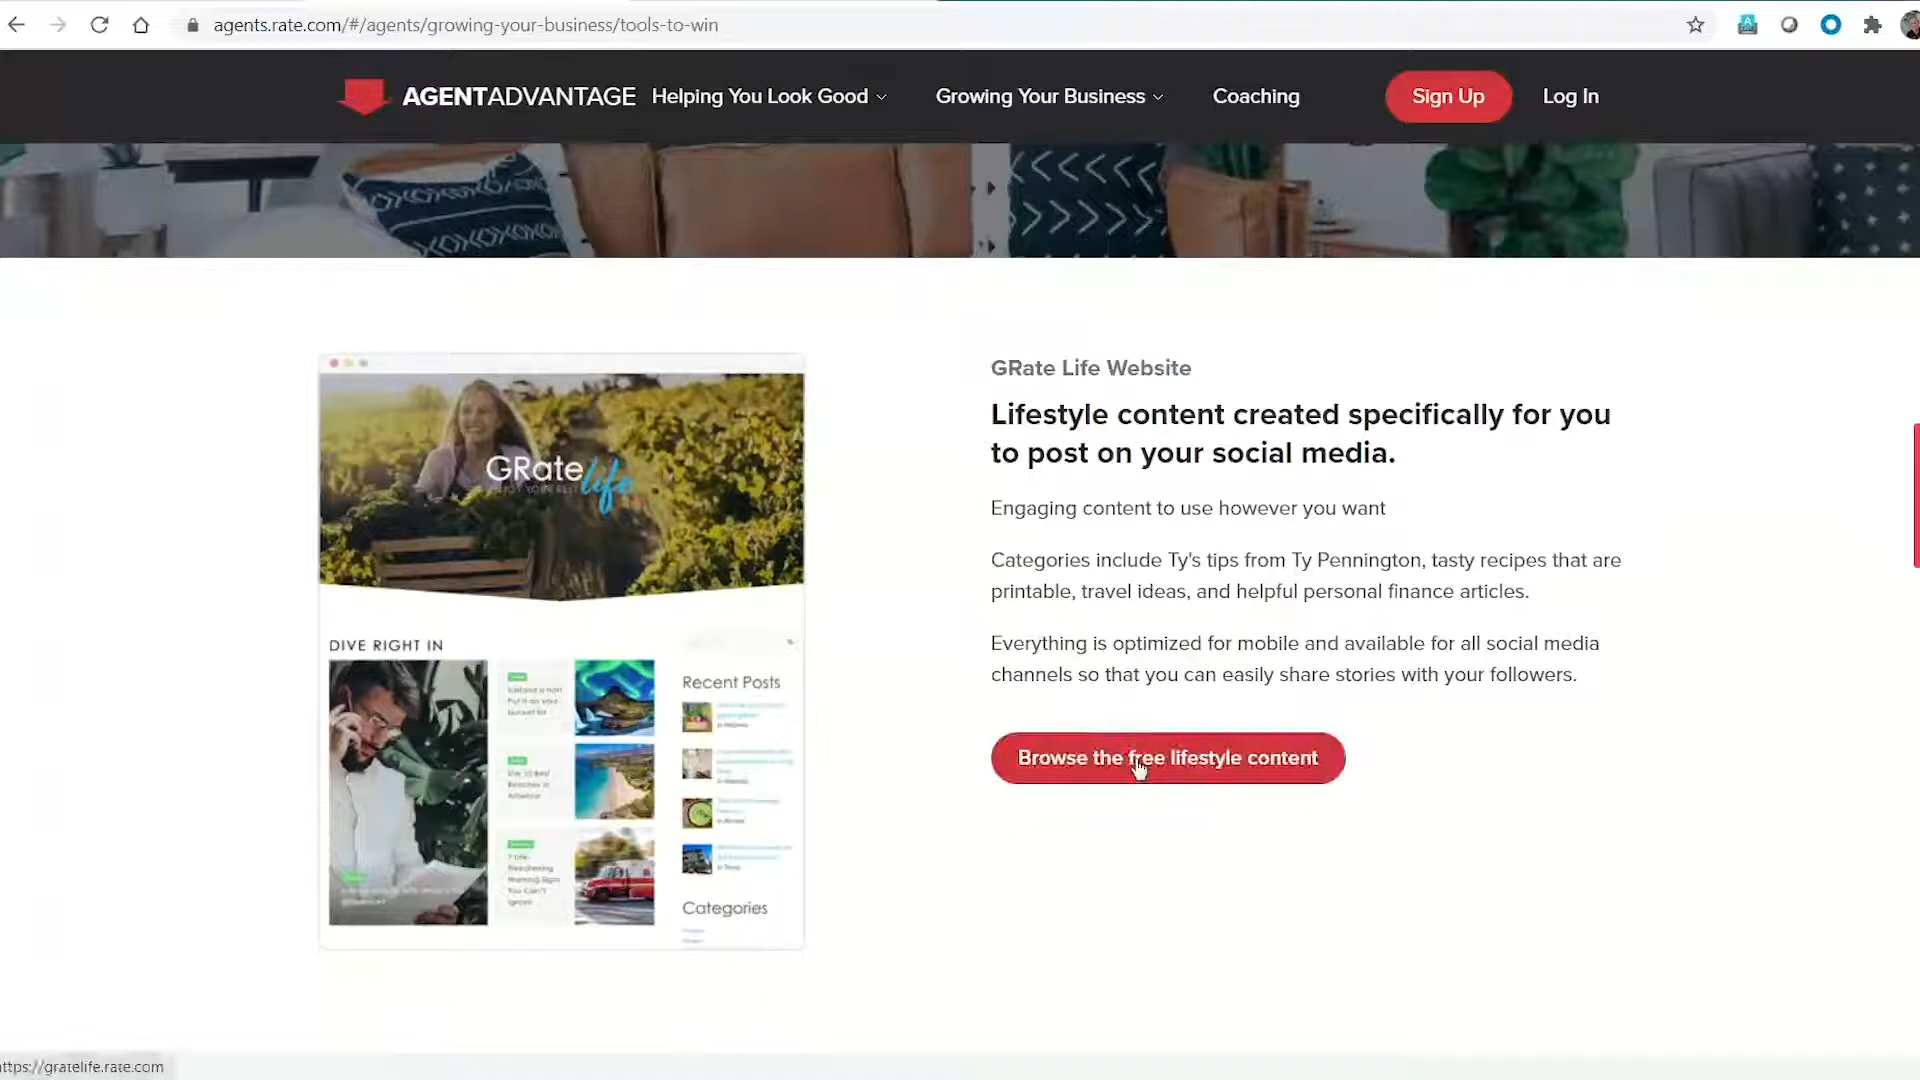 agents.rate.com/#/agents/growing-your-business/tools-to-win
AGENTADVANTAGE Helping You Look Good Growing Your Business Coaching Sign Up Log In
GRate Life Website
Lifestyle content created specifically for you
to post on your social media.
Engaging content to use however you want
Categories include Ty's tips from Ty Pennington, tasty recipes that are
printable, travel ideas, and helpful personal finance articles.
Everything is optimized for mobile and available for all social media
channels so that you can easily share stories with your followers.
Browse the free lifestyle content
GRate life
DIVE RIGHT IN
Recent Posts
Categories
ttps://gratelife.rate.com